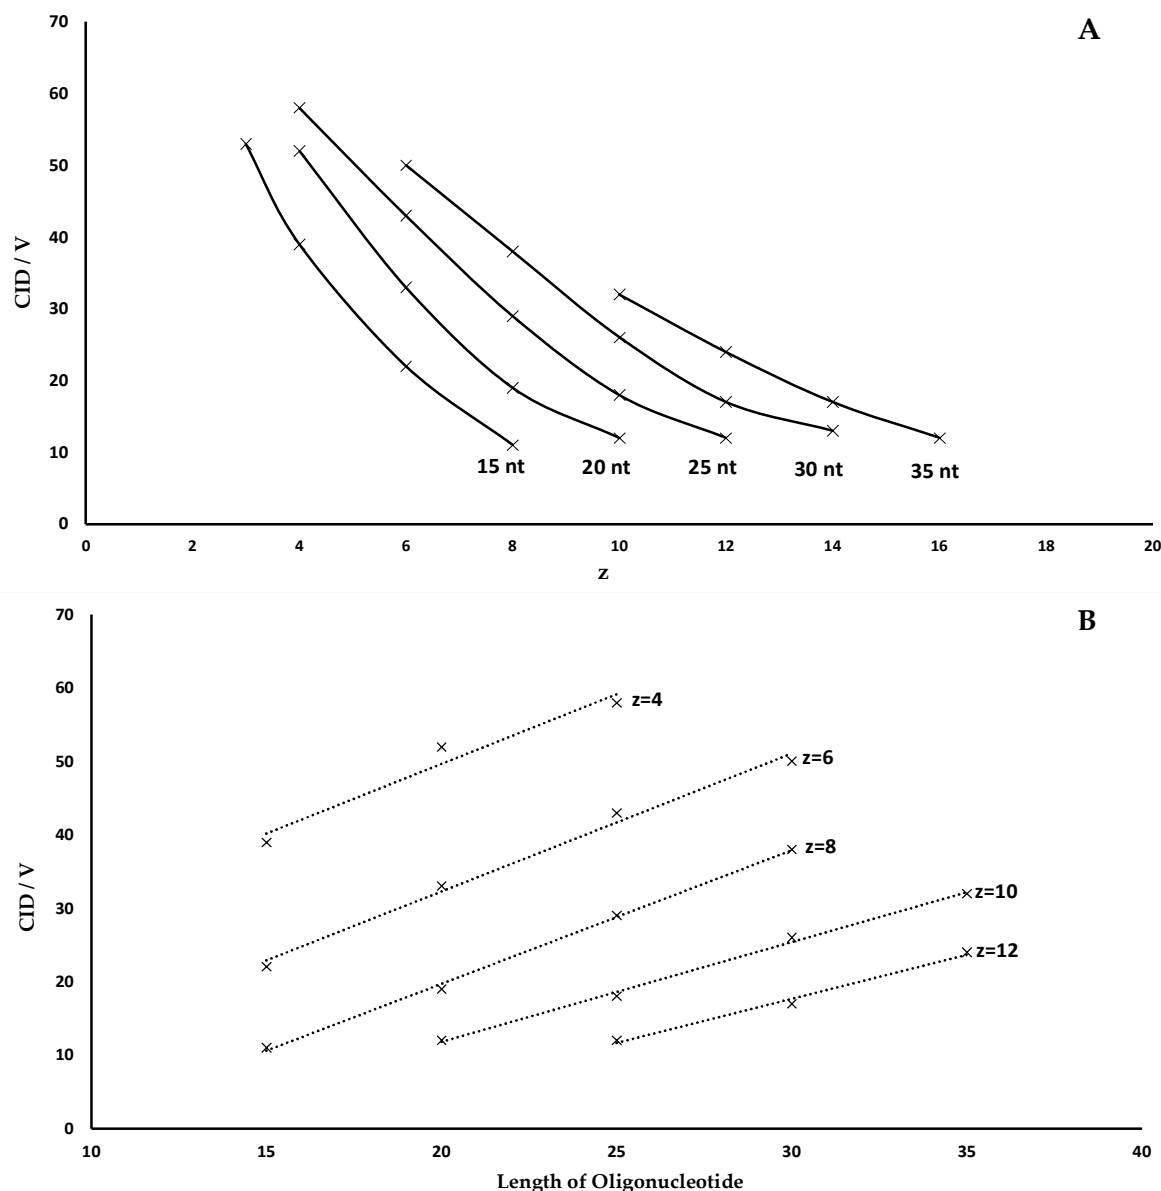 A
70
60
50
40
30
20
10
0
CID / V
15 nt 20 nt 25 nt 30 nt 35 nt
0 2 4 6 8 10 12 14 16 18 20
z
B
70
60
50
40
30
20
10
0
CID / V
z=4
z=6
z=8
z=10
z=12
10 15 20 25 30 35 40
Length of Oligonucleotide